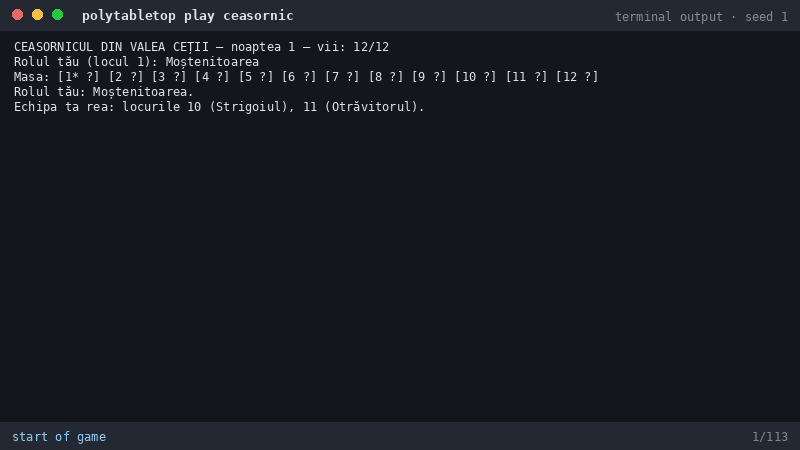 polytabletop play ceasornic
terminal output · seed 1
CEASORNICUL DIN VALEA CEȚII — noaptea 1 — vii: 12/12
Rolul tău (locul 1): Moștenitoarea
Masa: [1* ?] [2 ?] [3 ?] [4 ?] [5 ?] [6 ?] [7 ?] [8 ?] [9 ?] [10 ?] [11 ?] [12 ?]
Rolul tău: Moștenitoarea.
Echipa ta rea: locurile 10 (Strigoiul), 11 (Otrăvitorul).
start of game
1/113